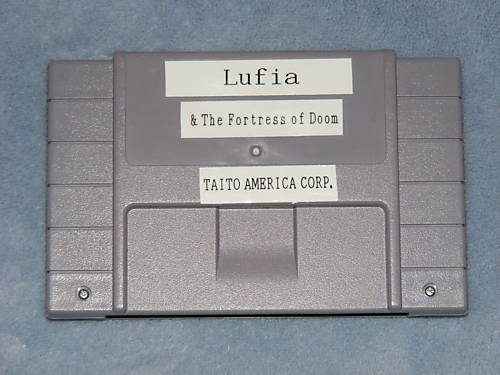 Lufia
& The Fortress of Doom
TAITO AMERICA CORP.